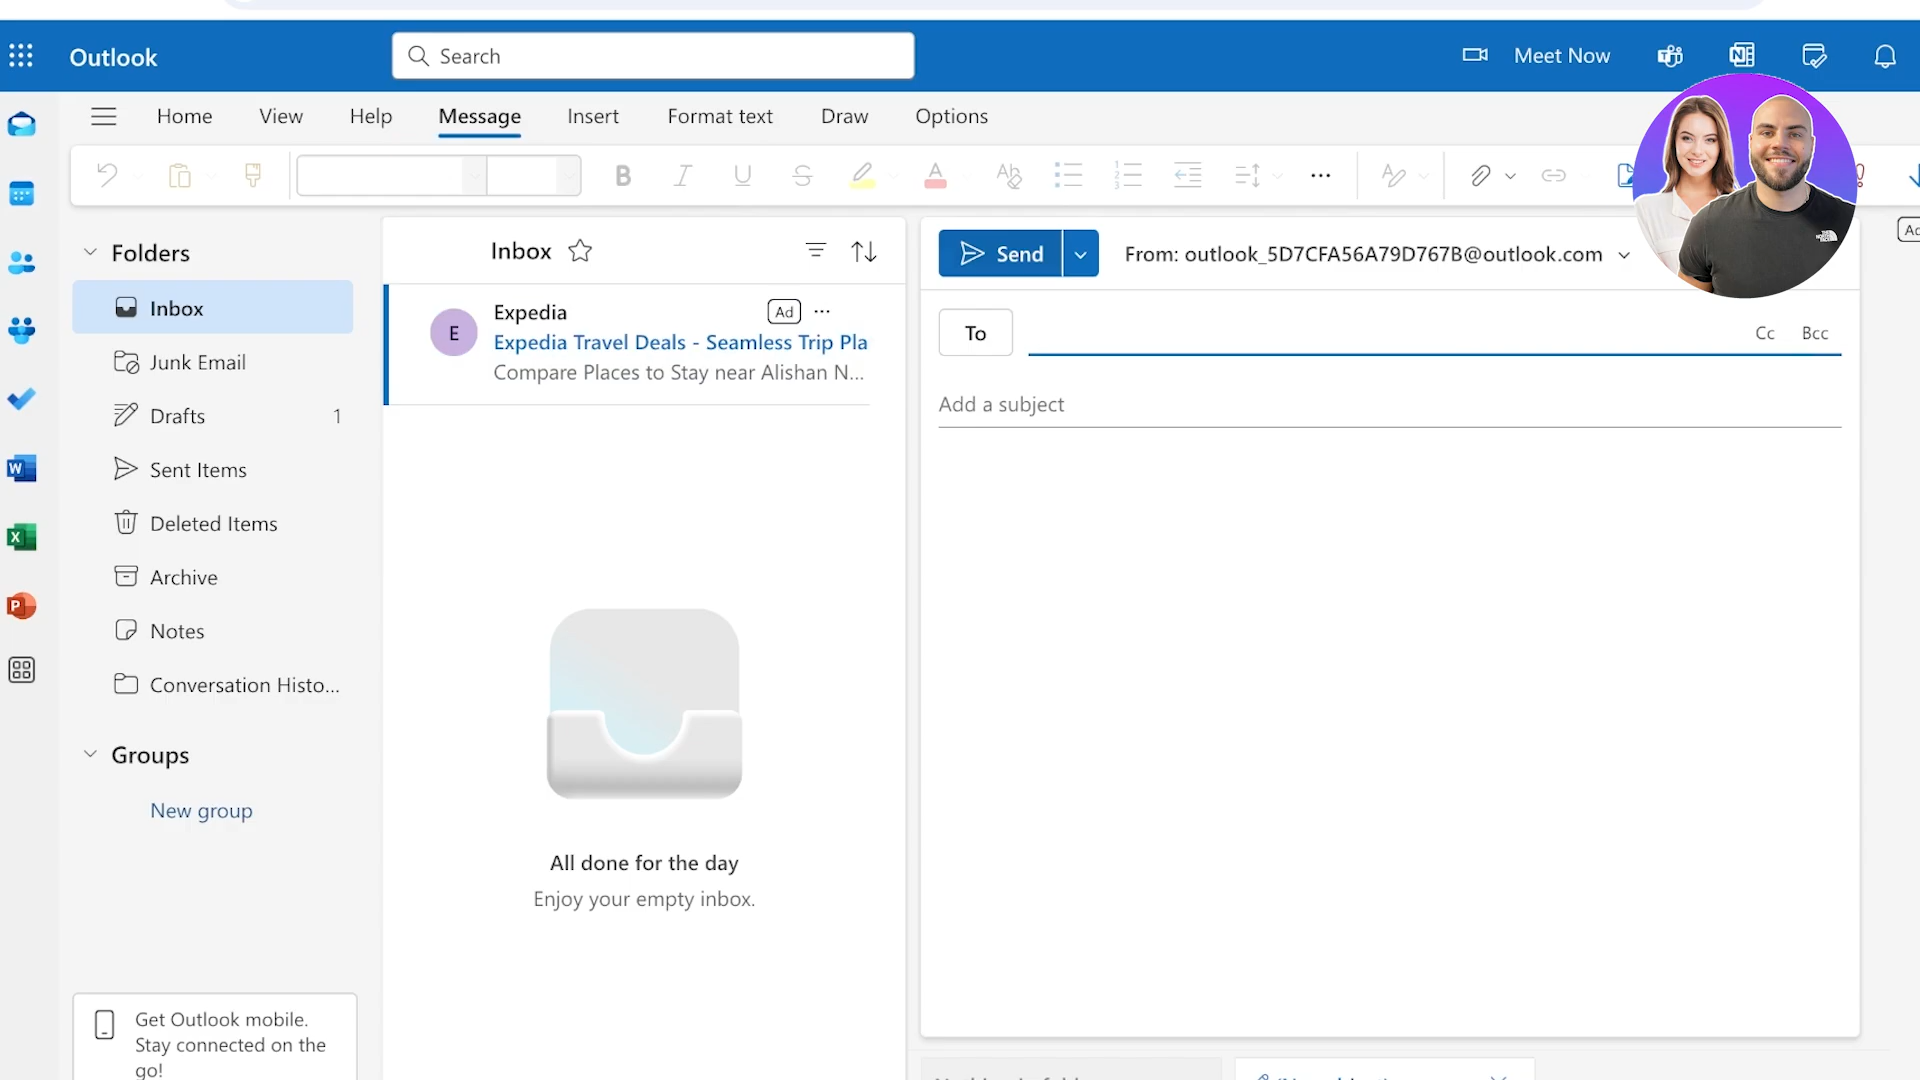 Outlook
Search
Meet Now
Home View Help Message Insert Format text Draw Options
Folders
Inbox
Junk Email
Drafts 1
Sent Items
Deleted Items
Archive
Notes
Conversation Histo...
Groups
New group
Get Outlook mobile.
Stay connected on the
go!
Inbox
E
Expedia Ad
Expedia Travel Deals - Seamless Trip Pla
Compare Places to Stay near Alishan N...
All done for the day
Enjoy your empty inbox.
Send From: outlook_5D7CFA56A79D767B@outlook.com
To Cc Bcc
Add a subject